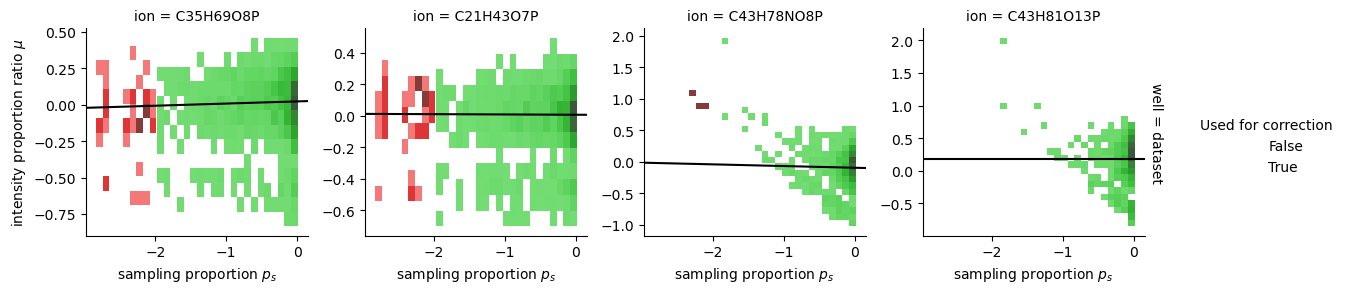 ion = C35H69O8P
ion = C21H43O7P
ion = C43H78NO8P
ion = C43H81O13P
intensity proportion ratio μ
0.50
0.25
0.00
−0.25
−0.50
−0.75
0.4
0.2
0.0
−0.2
−0.4
−0.6
2.0
1.5
1.0
0.5
0.0
−0.5
−1.0
2.0
1.5
1.0
0.5
0.0
−0.5
well = dataset
Used for correction
False
True
−2 −1 0
−2 −1 0
−2 −1 0
−2 −1 0
sampling proportion pₛ
sampling proportion pₛ
sampling proportion pₛ
sampling proportion pₛ